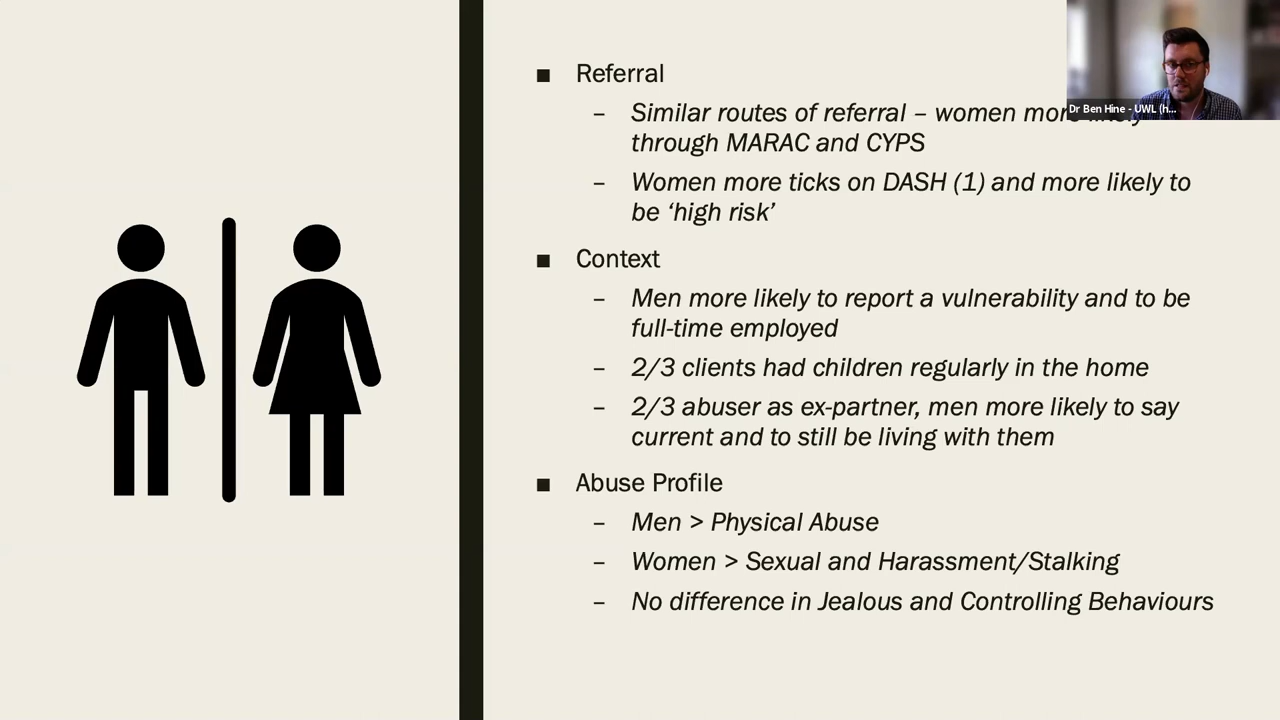 ■ Referral
– Similar routes of referral – women more likely
through MARAC and CYPS
– Women more ticks on DASH (1) and more likely to
be ‘high risk’
■ Context
– Men more likely to report a vulnerability and to be
full-time employed
– 2/3 clients had children regularly in the home
– 2/3 abuser as ex-partner, men more likely to say
current and to still be living with them
■ Abuse Profile
– Men > Physical Abuse
– Women > Sexual and Harassment/Stalking
– No difference in Jealous and Controlling Behaviours
Dr Ben Hine - UWL (h...